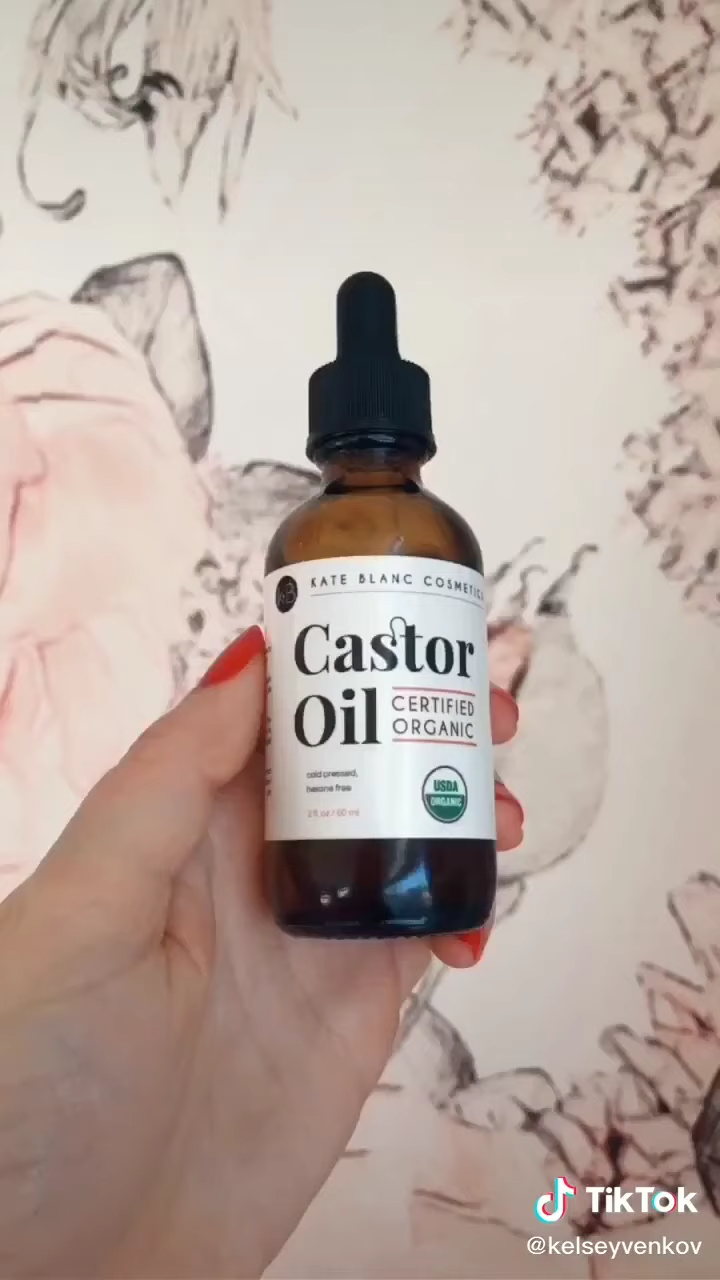 KATE BLANC COSMETICS
Castor
Oil
CERTIFIED
ORGANIC
cold pressed,
hexane free
2 fl oz / 60 ml
USDA
ORGANIC
TikTok
@kelseyvenkov